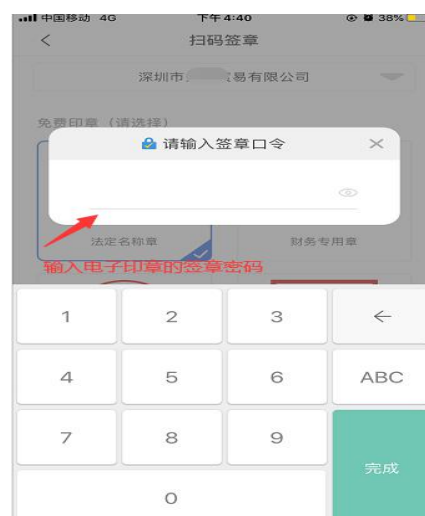 中国移动 4G 下午4:40 38%
扫码签章
深圳市 易有限公司
免费印章（请选择）
请输入签章口令
法定名称章 财务专用章
输入电子印章的签章密码
1 2 3
4 5 6 ABC
7 8 9
完成
0